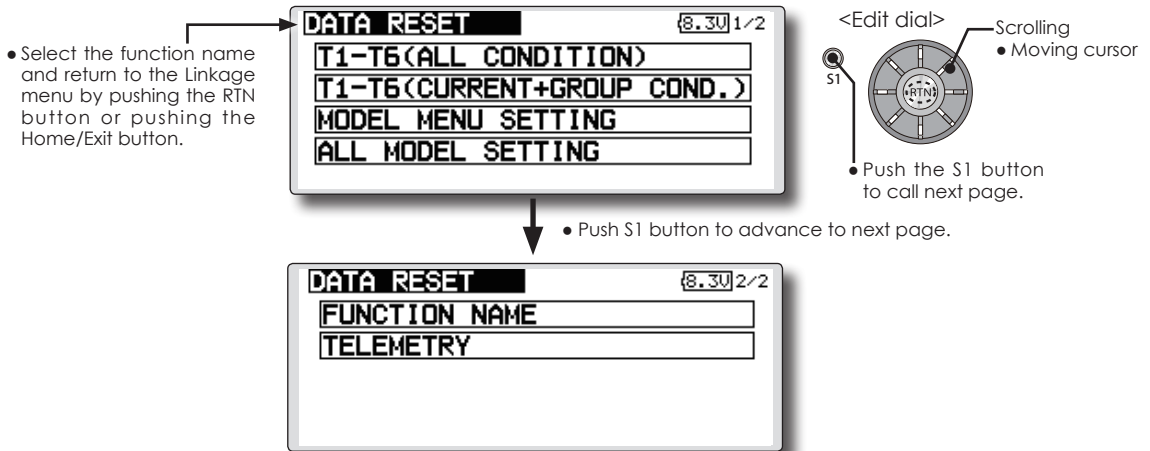 ● Select the function name
and return to the Linkage
menu by pushing the RTN
button or pushing the
Home/Exit button.
DATA RESET 8.3V 1/2
T1-T6(ALL CONDITION)
T1-T6(CURRENT+GROUP COND.)
MODEL MENU SETTING
ALL MODEL SETTING
<Edit dial>
S1
RTN
Scrolling
● Moving cursor
● Push the S1 button
to call next page.
● Push S1 button to advance to next page.
DATA RESET 8.3V 2/2
FUNCTION NAME
TELEMETRY